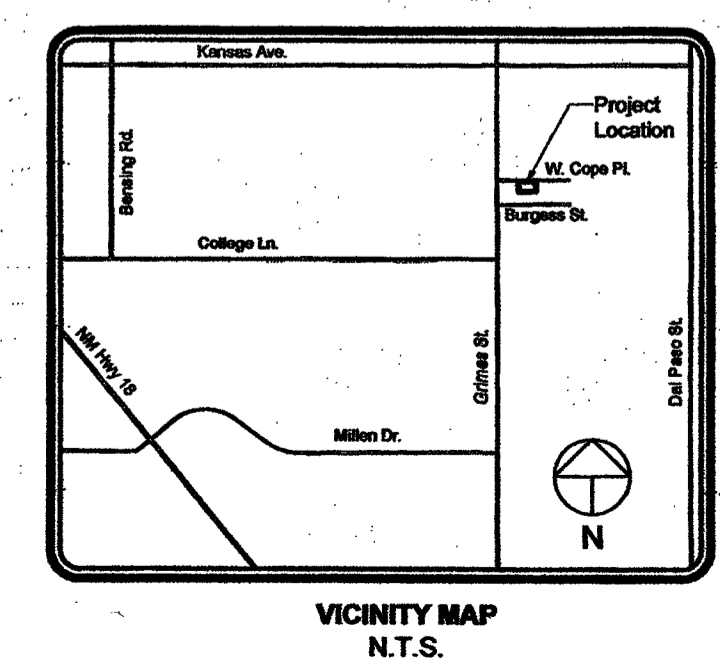 Kansas Ave.
Bensing Rd.
Project
Location
W. Cope Pl.
Burgess St.
College Ln.
NM Hwy 18
Grimes St.
Dal Paso St.
Millen Dr.
N
VICINITY MAP
N.T.S.